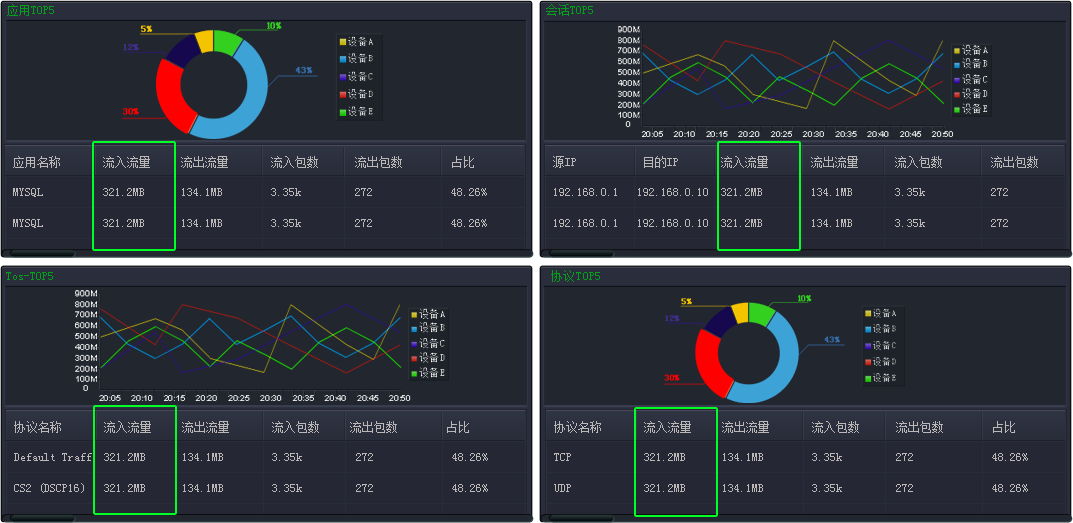 应用TOP5
5%
10%
12%
43%
30%
设备A
设备B
设备C
设备D
设备E
应用名称 流入流量 流出流量 流入包数 流出包数 占比
MYSQL 321.2MB 134.1MB 3.35k 272 48.26%
MYSQL 321.2MB 134.1MB 3.35k 272 48.26%
会话TOP5
900M
800M
700M
600M
500M
400M
300M
200M
100M
0
20:05 20:10 20:15 20:20 20:25 20:30 20:35 20:40 20:45 20:50
设备A
设备B
设备C
设备D
设备E
源IP 目的IP 流入流量 流出流量 流入包数 流出包数
192.168.0.1 192.168.0.10 321.2MB 134.1MB 3.35k 272
192.168.0.1 192.168.0.10 321.2MB 134.1MB 3.35k 272
Tos-TOP5
900M
800M
700M
600M
500M
400M
300M
200M
100M
0
20:05 20:10 20:15 20:20 20:25 20:30 20:35 20:40 20:45 20:50
设备A
设备B
设备C
设备D
设备E
协议名称 流入流量 流出流量 流入包数 流出包数 占比
Default Traff 321.2MB 134.1MB 3.35k 272 48.26%
CS2 (DSCP16) 321.2MB 134.1MB 3.35k 272 48.26%
协议TOP5
5%
10%
12%
43%
30%
设备A
设备B
设备C
设备D
设备E
协议名称 流入流量 流出流量 流入包数 流出包数 占比
TCP 321.2MB 134.1MB 3.35k 272 48.26%
UDP 321.2MB 134.1MB 3.35k 272 48.26%